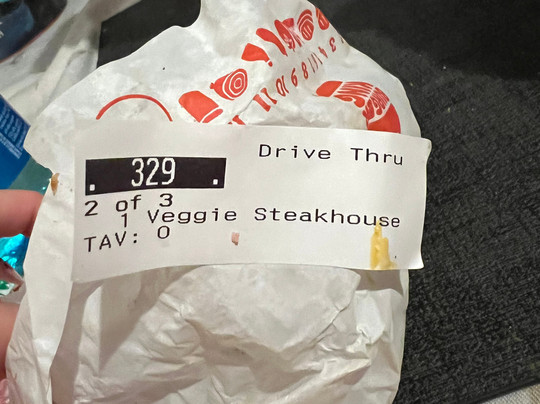 Drive Thru
. 329 .
2 of 3
1 Veggie Steakhouse
TAV: 0